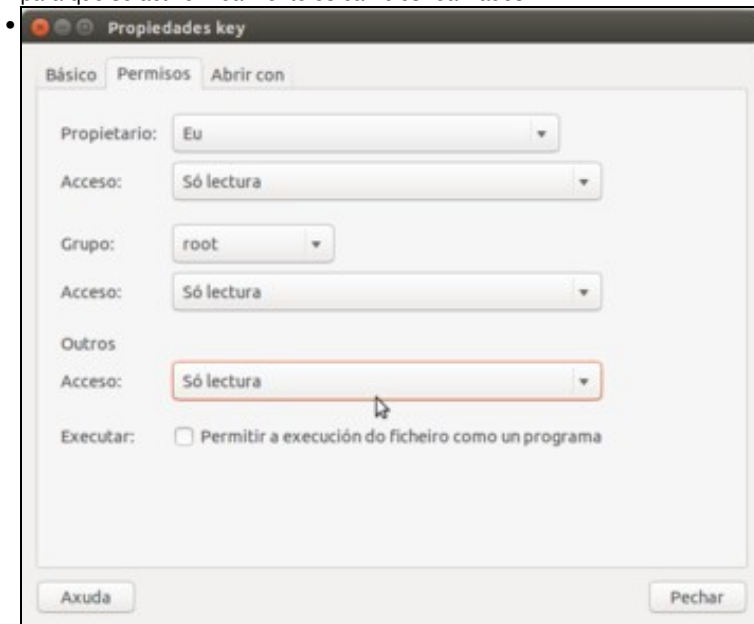 Propiedades key
Básico Permisos Abrir con
Propietario: Eu
Acceso: Só lectura
Grupo: root
Acceso: Só lectura
Outros
Acceso: Só lectura
Executar: Permitir a execución do ficheiro como un programa
Axuda Pechar